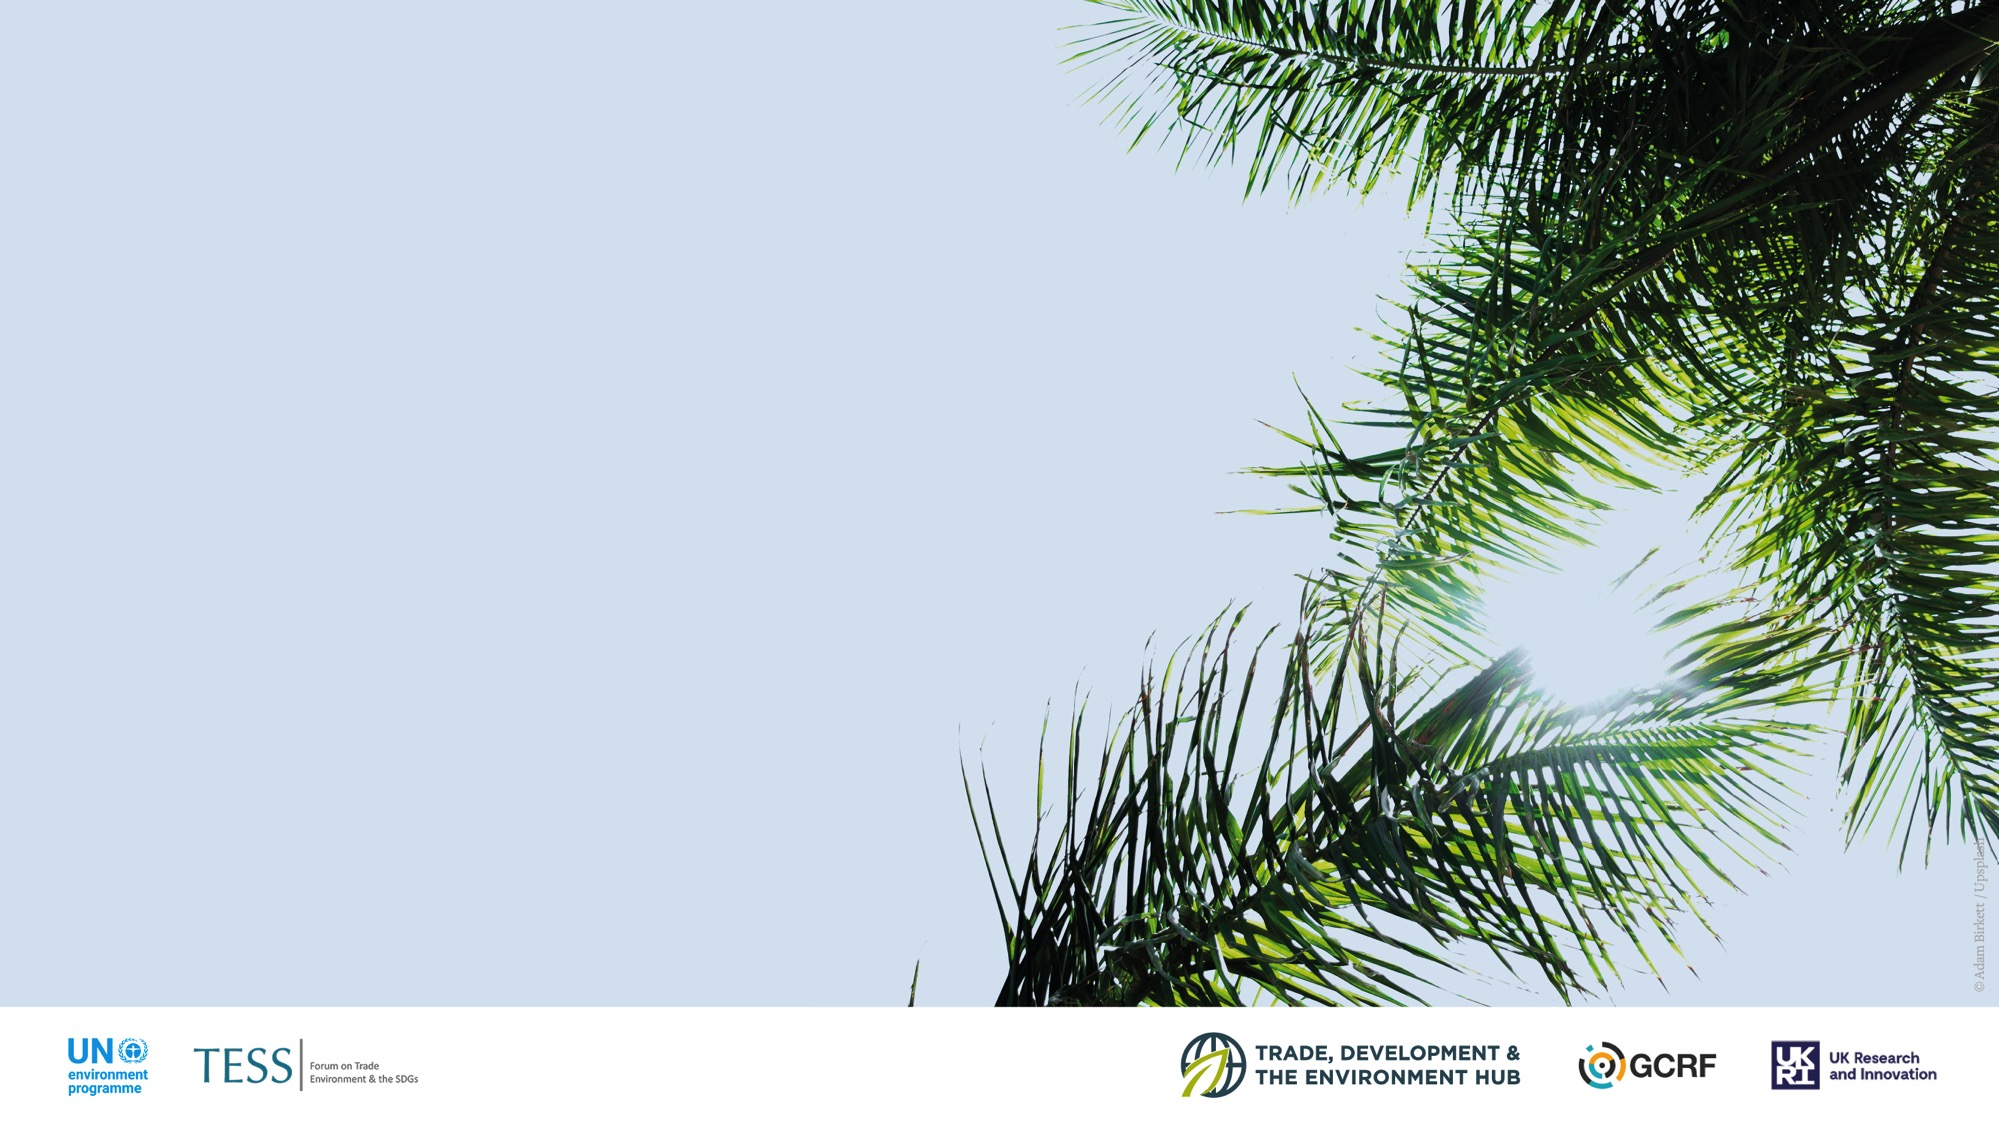 © Adam Birkett / Upsplash
UN
environment
programme
TESS
Forum on Trade
Environment & the SDGs
TRADE, DEVELOPMENT &
THE ENVIRONMENT HUB
GCRF
UK
RI
UK Research
and Innovation